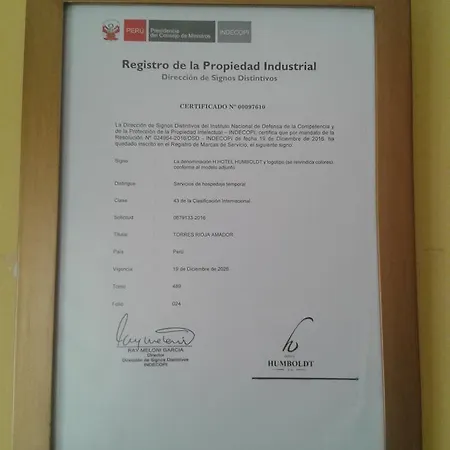 PERÚ
Presidencia
del Consejo de Ministros
INDECOPI
Registro de la Propiedad Industrial
Dirección de Signos Distintivos
CERTIFICADO N° 00097610
La Dirección de Signos Distintivos del Instituto Nacional de Defensa de la Competencia y
de la Protección de la Propiedad Intelectual – INDECOPI, certifica que por mandato de la
Resolución N° 024954-2016/DSD - INDECOPI de fecha 15 de Diciembre de 2016, ha
quedado inscrito en el Registro de Marcas de Servicio, el siguiente signo:
Signo
La denominación H HOTEL HUMBOLDT y logotipo (se reivindica colores),
conforme al modelo adjunto
Distingue
Servicios de hospedaje temporal
Clase
43 de la Clasificación Internacional.
Solicitud
-2016
Titular
TORRES RIOJA AMADOR
País
Perú
Vigencia
15 de Diciembre de 2026
Tomo
Folio
024
KAY MELONI GARCIA
Director
Dirección de Signos Distintivos
INDECOPI
h
HUMBOLDT